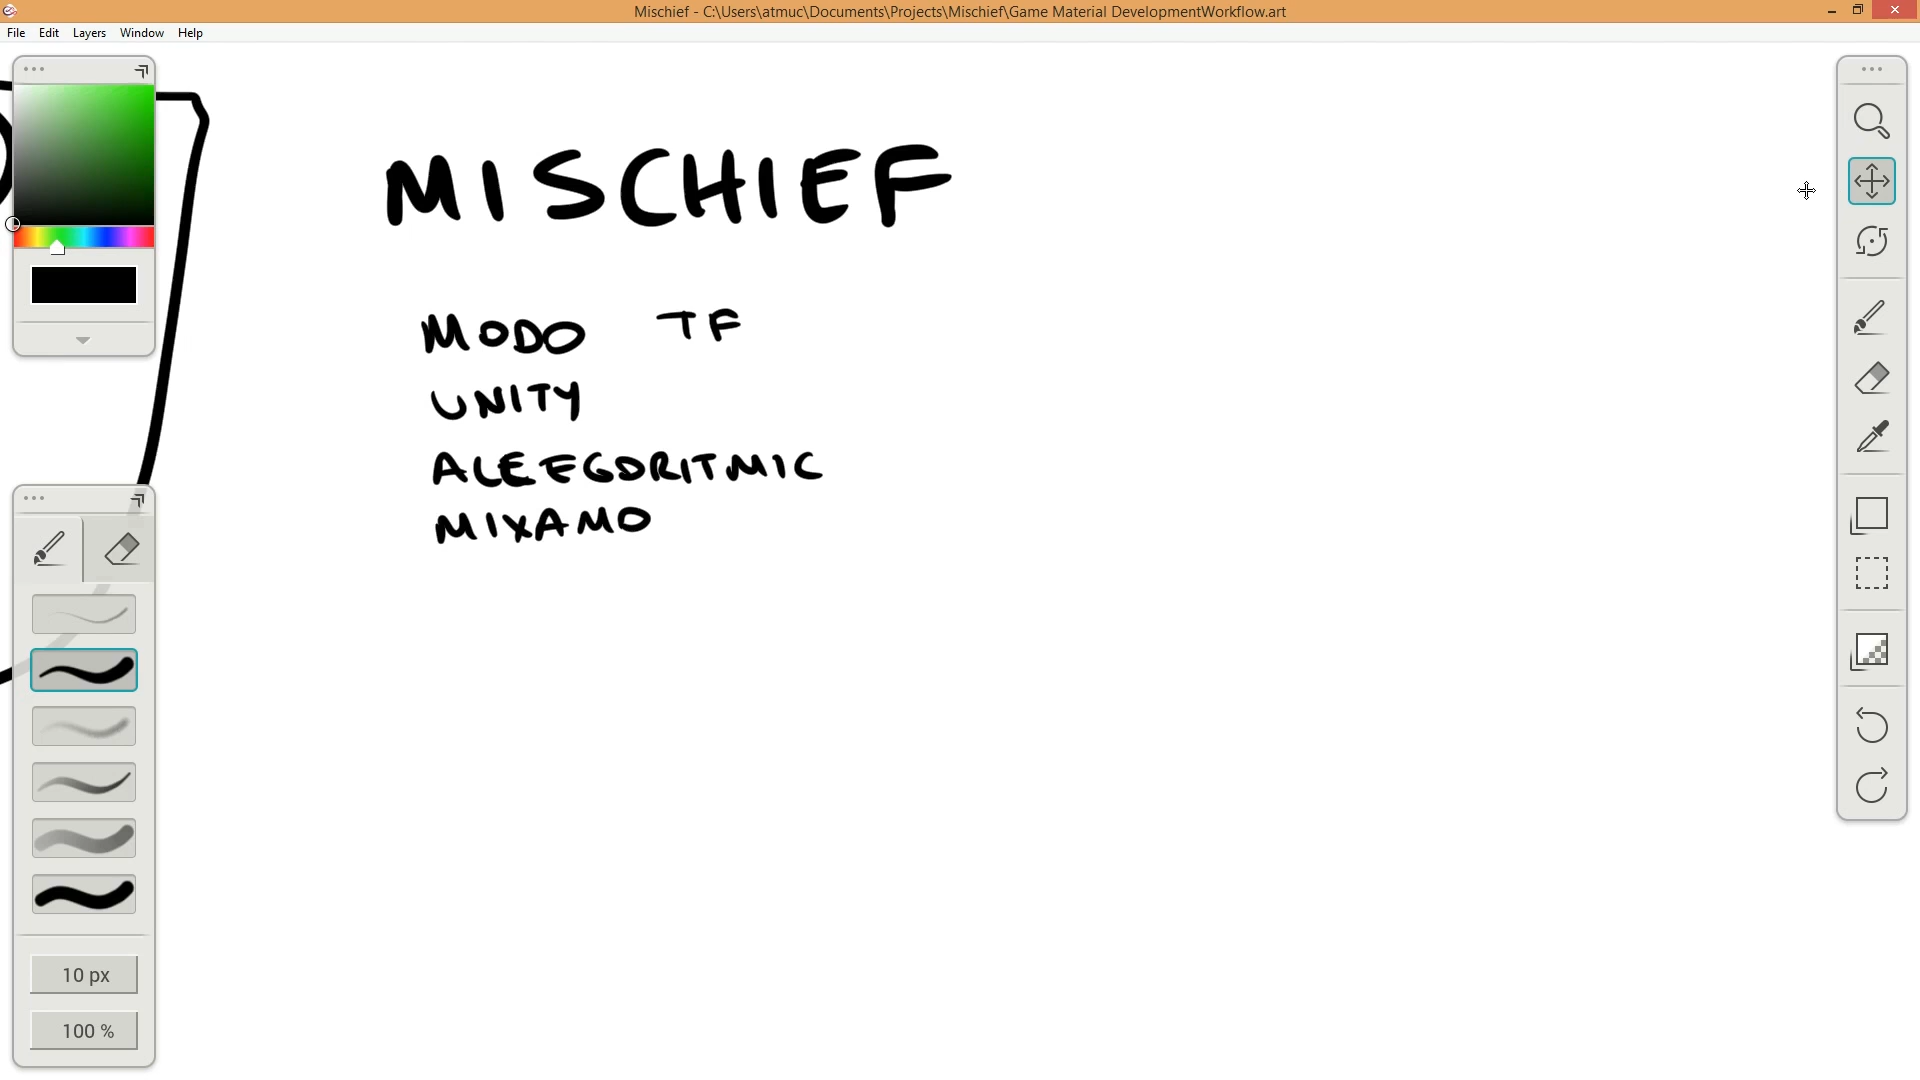 Mischief - C:\Users\atmuc\Documents\Projects\Mischief\Game Material DevelopmentWorkflow.art
File Edit Layers Window Help
MISCHIEF
MODO TF
UNITY
ALEEGORITMIC
MIXAMO
10 px
100 %